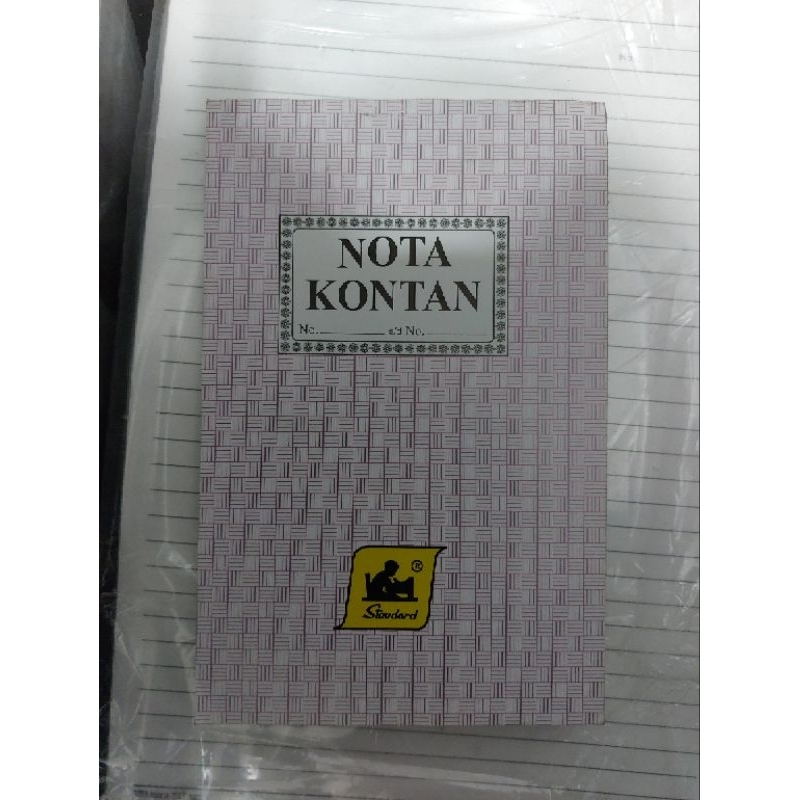 NOTA
KONTAN
No. s/d No.
®
Standard